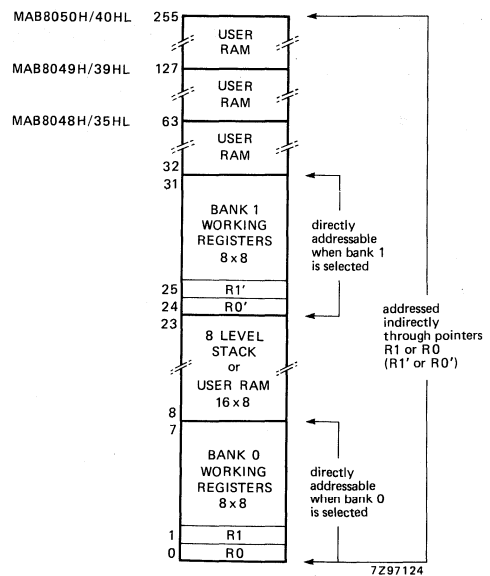 MAB8050H/40HL 255
USER
RAM
MAB8049H/39HL 127
USER
RAM
MAB8048H/35HL 63
USER
RAM
32
31
BANK 1
WORKING
REGISTERS
8 x 8
directly
addressable
when bank 1
is selected
25 R1'
24 R0'
23
8 LEVEL
STACK
or
USER RAM
16 x 8
8
addressed
indirectly
through pointers
R1 or R0
(R1' or R0')
7
BANK 0
WORKING
REGISTERS
8 x 8
directly
addressable
when bank 0
is selected
1 R1
0 R0
7Z97124